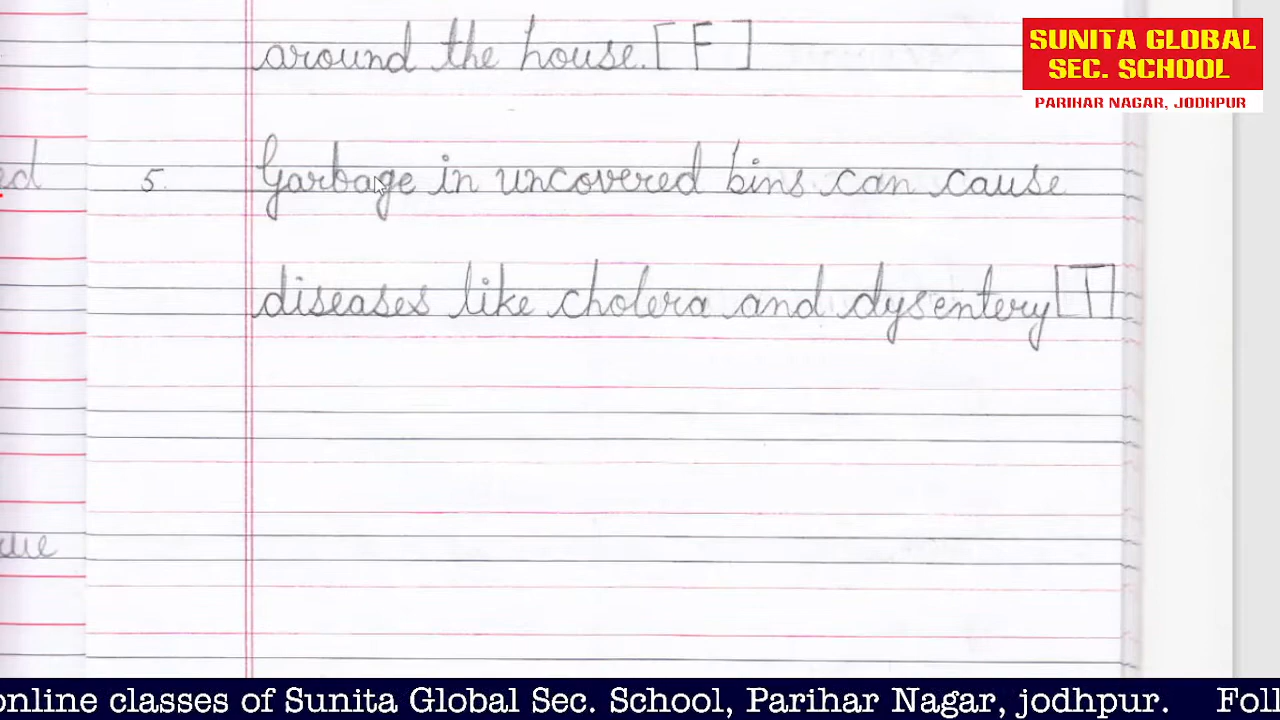 around the house. [F]
SUNITA GLOBAL
SEC. SCHOOL
PARIHAR NAGAR, JODHPUR
ed
5. Garbage in uncovered bins can cause
diseases like cholera and dysentery [T]
online classes of Sunita Global Sec. School, Parihar Nagar, jodhpur. Foll